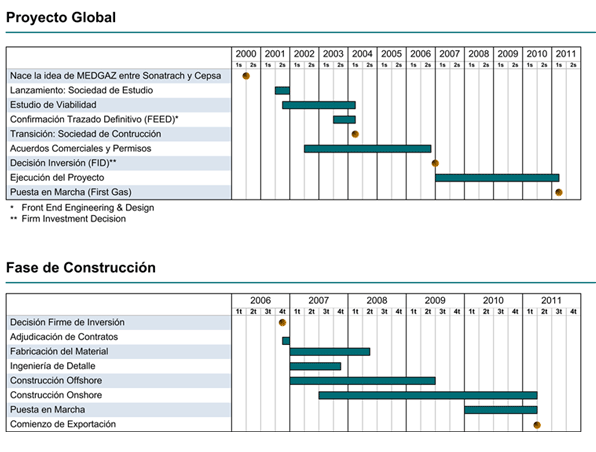 Proyecto Global
2000 2001 2002 2003 2004 2005 2006 2007 2008 2009 2010 2011
1s 2s 1s 2s 1s 2s 1s 2s 1s 2s 1s 2s 1s 2s 1s 2s 1s 2s 1s 2s 1s 2s 1s 2s
Nace la idea de MEDGAZ entre Sonatrach y Cepsa
Lanzamiento: Sociedad de Estudio
Estudio de Viabilidad
Confirmación Trazado Definitivo (FEED)*
Transición: Sociedad de Contrucción
Acuerdos Comerciales y Permisos
Decisión Inversión (FID)**
Ejecución del Proyecto
Puesta en Marcha (First Gas)
* Front End Engineering & Design
** Firm Investment Decision
Fase de Construcción
2006 2007 2008 2009 2010 2011
1t 2t 3t 4t 1t 2t 3t 4t 1t 2t 3t 4t 1t 2t 3t 4t 1t 2t 3t 4t 1t 2t 3t 4t
Decisión Firme de Inversión
Adjudicación de Contratos
Fabricación del Material
Ingeniería de Detalle
Construcción Offshore
Construcción Onshore
Puesta en Marcha
Comienzo de Exportación